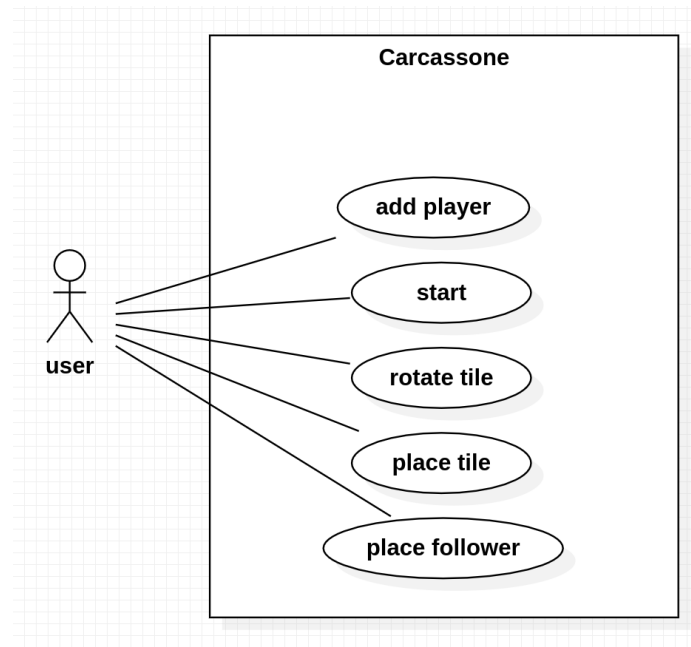 Carcassone
add player
start
rotate tile
place tile
place follower
user